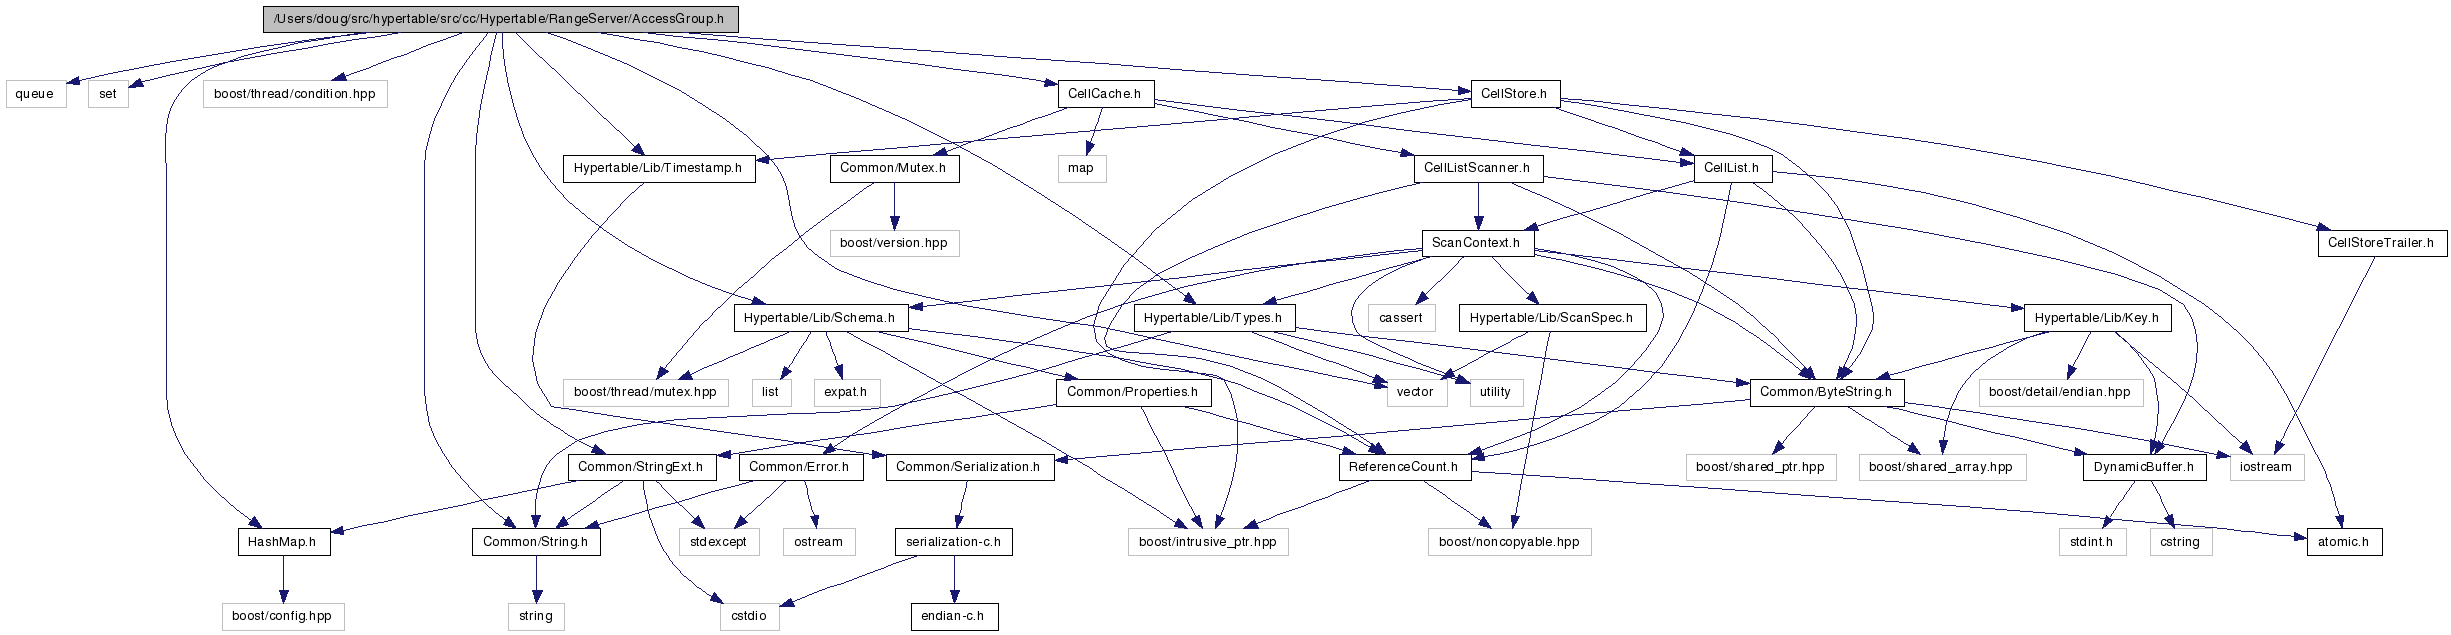 /Users/doug/src/hypertable/src/cc/Hypertable/RangeServer/AccessGroup.h
queue
set
boost/thread/condition.hpp
CellCache.h
CellStore.h
Hypertable/Lib/Timestamp.h
Common/Mutex.h
map
CellListScanner.h
CellList.h
boost/version.hpp
ScanContext.h
CellStoreTrailer.h
Hypertable/Lib/Schema.h
Hypertable/Lib/Types.h
cassert
Hypertable/Lib/ScanSpec.h
Hypertable/Lib/Key.h
boost/thread/mutex.hpp
list
expat.h
Common/Properties.h
vector
utility
Common/ByteString.h
boost/detail/endian.hpp
Common/StringExt.h
Common/Error.h
Common/Serialization.h
ReferenceCount.h
boost/shared_ptr.hpp
boost/shared_array.hpp
DynamicBuffer.h
iostream
HashMap.h
Common/String.h
stdexcept
ostream
serialization-c.h
boost/intrusive_ptr.hpp
boost/noncopyable.hpp
stdint.h
cstring
atomic.h
boost/config.hpp
string
cstdio
endian-c.h